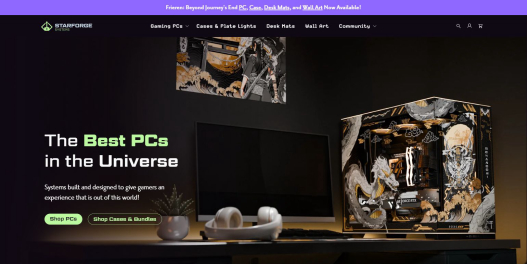 Frieren: Beyond Journey's End PC, Case, Desk Mats, and Wall Art Now Available!
STARFORGE
SYSTEMS
Gaming PCs
Cases & Plate Lights
Desk Mats
Wall Art
Community
The Best PCs
in the Universe
Systems built and designed to give gamers an
experience that is out of this world!
Shop PCs
Shop Cases & Bundles